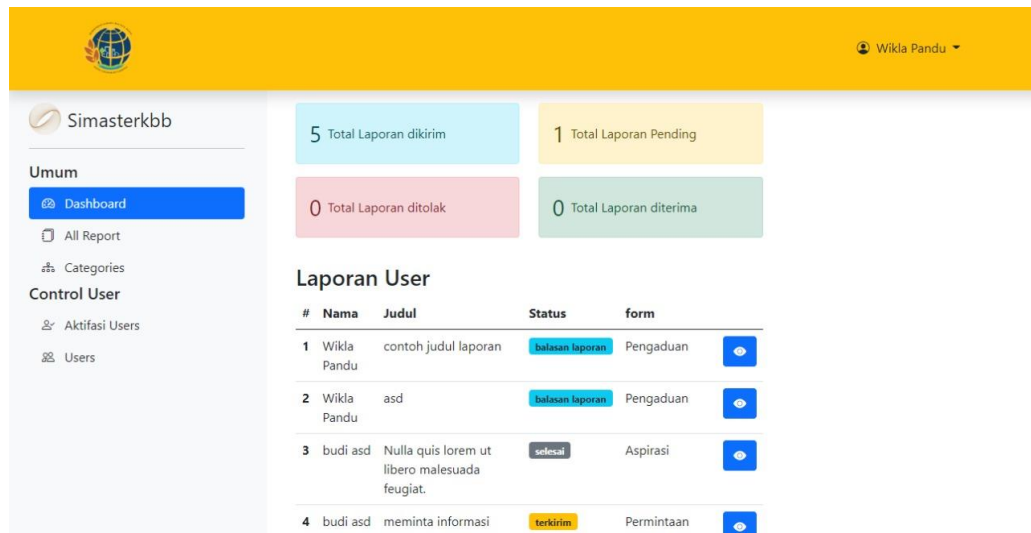 Wikla Pandu
Simasterkbb
Umum
Dashboard
All Report
Categories
Control User
Aktifasi Users
Users
5 Total Laporan dikirim
1 Total Laporan Pending
0 Total Laporan ditolak
0 Total Laporan diterima
Laporan User
# Nama Judul Status form
1 Wikla contoh judul laporan balasan laporan Pengaduan
Pandu
2 Wikla asd balasan laporan Pengaduan
Pandu
3 budi asd Nulla quis lorem ut selesai Aspirasi
libero malesuada
feugiat.
4 budi asd meminta informasi terkirim Permintaan